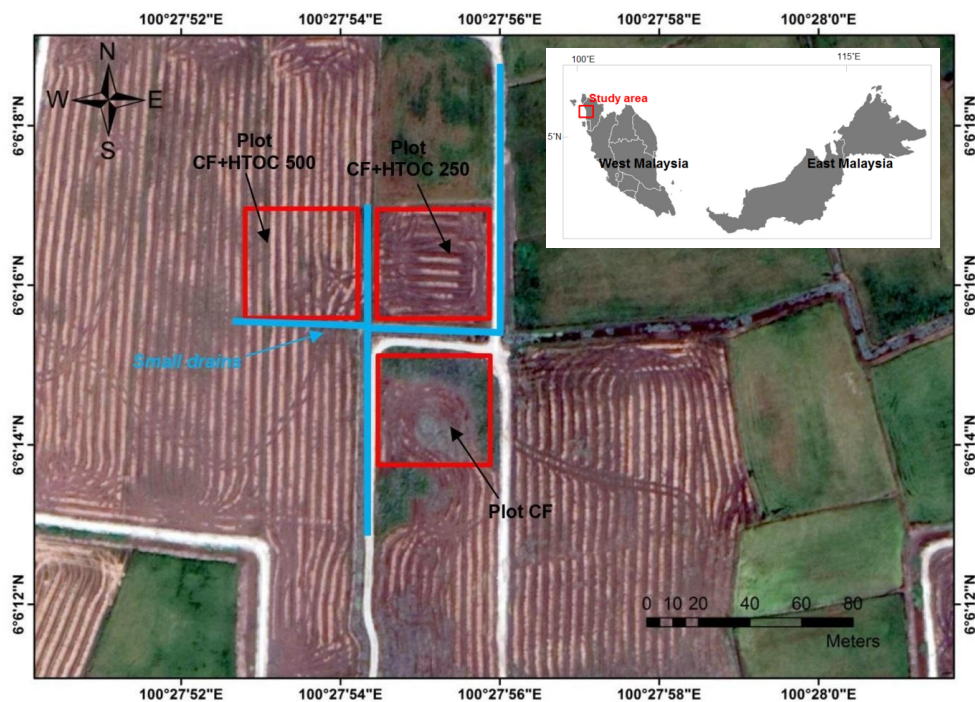 100°27'52"E 100°27'54"E 100°27'56"E 100°27'58"E 100°28'0"E
N
W E
S
100°E 115°E
Study area
5°N
West Malaysia East Malaysia
6°6'18"N 6°6'18"N
Plot
CF+HTOC 500
Plot
CF+HTOC 250
6°6'16"N 6°6'16"N
Small drains
6°6'14"N 6°6'14"N
Plot CF
6°6'12"N 6°6'12"N
0 10 20 40 60 80
Meters
100°27'52"E 100°27'54"E 100°27'56"E 100°27'58"E 100°28'0"E